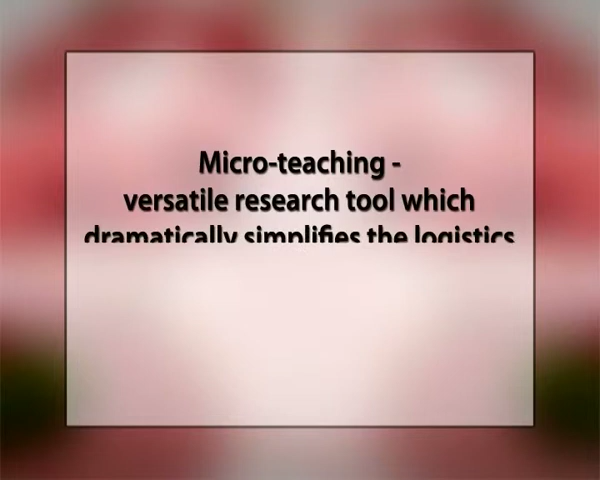 Micro-teaching -
versatile research tool which
dramatically simplifies the logistics